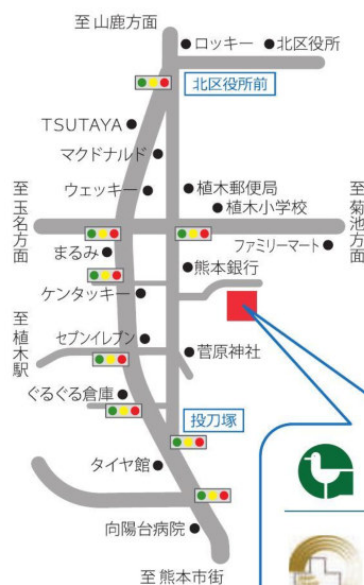 至 山鹿方面
ロッキー
北区役所
北区役所前
TSUTAYA
マクドナルド
ウェッキー
植木郵便局
植木小学校
至玉名方面
至菊池方面
ファミリーマート
まるみ
熊本銀行
ケンタッキー
至植木駅
セブンイレブン
菅原神社
ぐるぐる倉庫
投刀塚
タイヤ館
向陽台病院
至 熊本市街